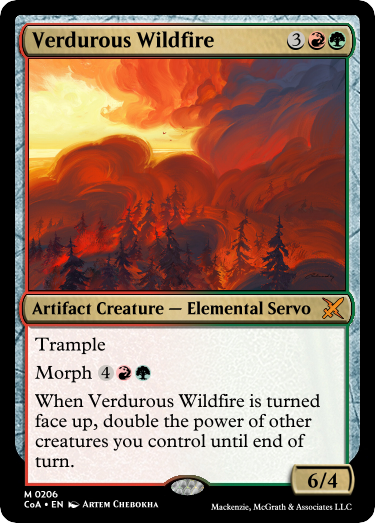 Verdurous Wildfire 3
Artifact Creature — Elemental Servo
Trample
Morph 4
When Verdurous Wildfire is turned
face up, double the power of other
creatures you control until end of
turn.
6/4
M 0206
CoA • EN ARTEM CHEBOKHA
Mackenzie, McGrath & Associates LLC